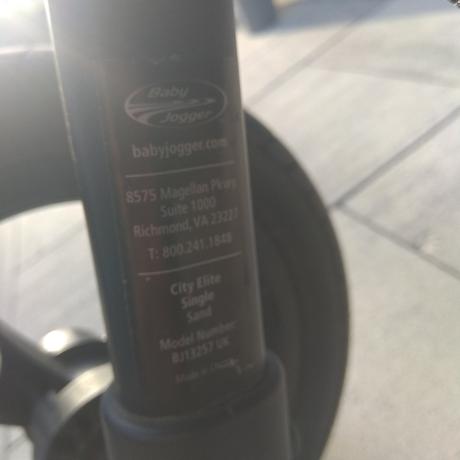 Baby
Jogger
babyjogger.com
8575 Magellan Pkwy
Suite 1000
Richmond, VA 23227
T: 800.241.1848
City Elite
Single
Sand
Model Number:
BJ13257 UK
Made in